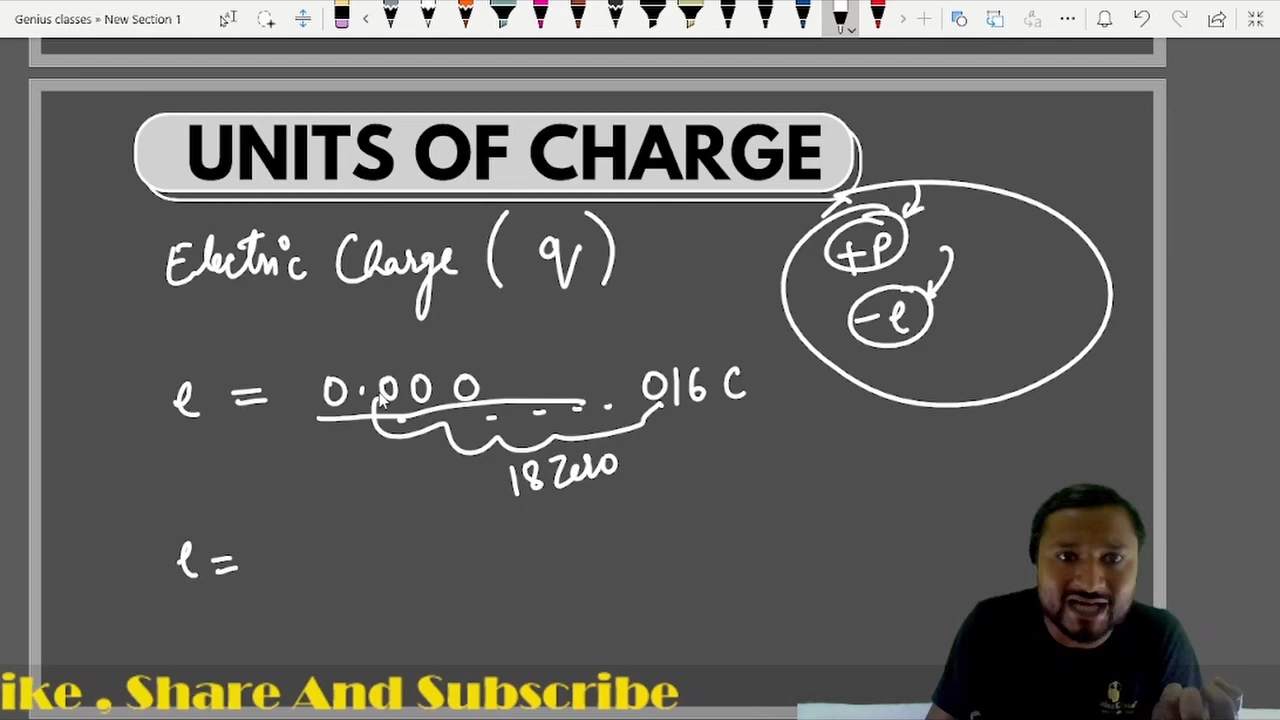 Genius classes » New Section 1
UNITS OF CHARGE
Electric Charge ( q )
+P
-e
e = 0.000 ---- . 016 C
18 Zero
e =
ike , Share And Subscribe